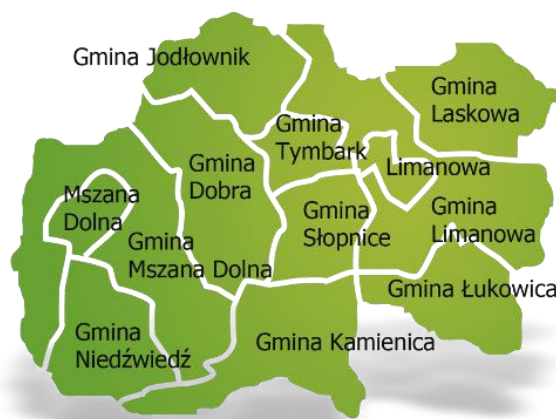 Gmina Jodłownik
Gmina
Laskowa
Gmina
Tymbark
Limanowa
Gmina
Dobra
Mszana
Dolna
Gmina
Słopnice
Gmina
Limanowa
Gmina
Mszana Dolna
Gmina Łukowica
Gmina
Niedźwiedź
Gmina Kamienica